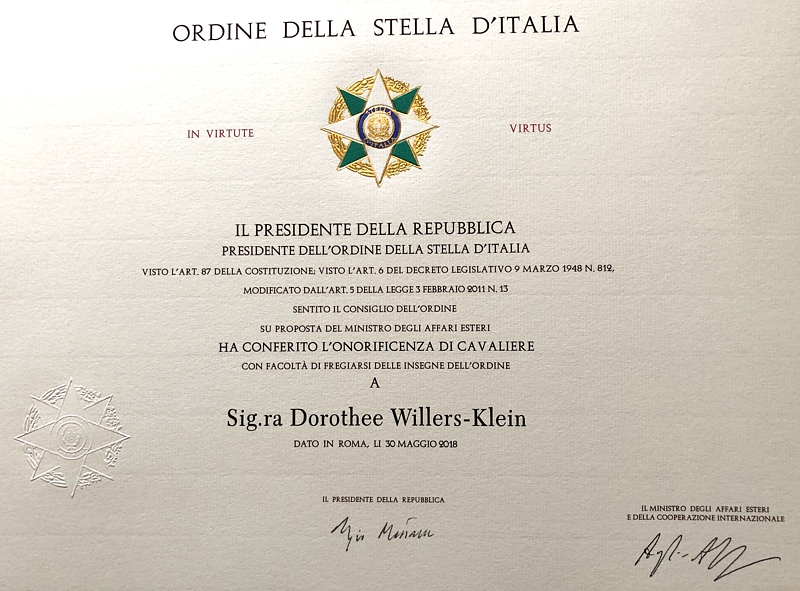 ORDINE DELLA STELLA D'ITALIA
STELLA
D'ITALIA
IN VIRTUTE
VIRTUS
IL PRESIDENTE DELLA REPUBBLICA
PRESIDENTE DELL'ORDINE DELLA STELLA D'ITALIA
VISTO L'ART. 87 DELLA COSTITUZIONE; VISTO L'ART. 6 DEL DECRETO LEGISLATIVO 9 MARZO 1948 N. 812,
MODIFICATO DALL'ART. 5 DELLA LEGGE 3 FEBBRAIO 2011 N. 13
SENTITO IL CONSIGLIO DELL'ORDINE
SU PROPOSTA DEL MINISTRO DEGLI AFFARI ESTERI
HA CONFERITO L'ONORIFICENZA DI CAVALIERE
CON FACOLTÀ DI FREGIARSI DELLE INSEGNE DELL'ORDINE
A
Sig.ra Dorothee Willers-Klein
DATO IN ROMA, LI 30 MAGGIO 2018
IL PRESIDENTE DELLA REPUBBLICA
IL MINISTRO DEGLI AFFARI ESTERI
E DELLA COOPERAZIONE INTERNAZIONALE